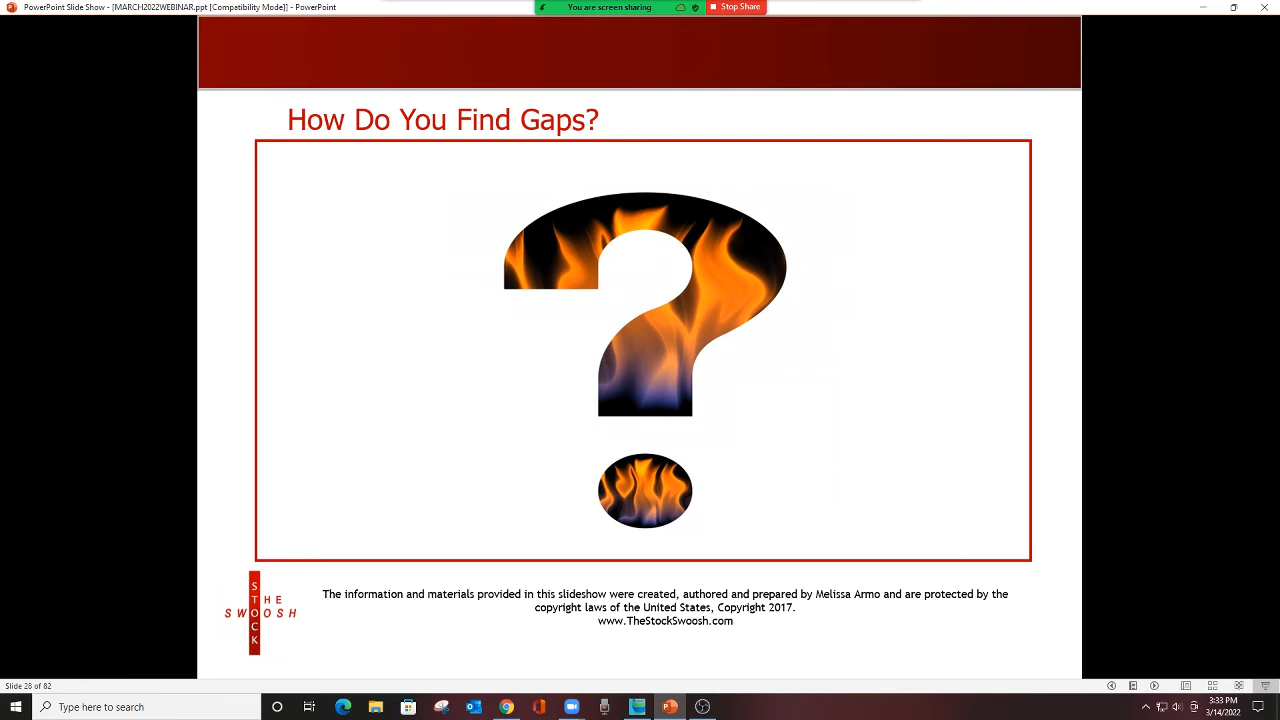 PowerPoint Slide Show - [MARCH2022WEBINAR.ppt [Compatibility Mode]] - PowerPoint
You are screen sharing
Stop Share
How Do You Find Gaps?
?
THE
STOCK
SWOOSH
The information and materials provided in this slideshow were created, authored and prepared by Melissa Armo and are protected by the
copyright laws of the United States, Copyright 2017.
www.TheStockSwoosh.com
Slide 28 of 82
Type here to search
3:33 PM
3/14/2022